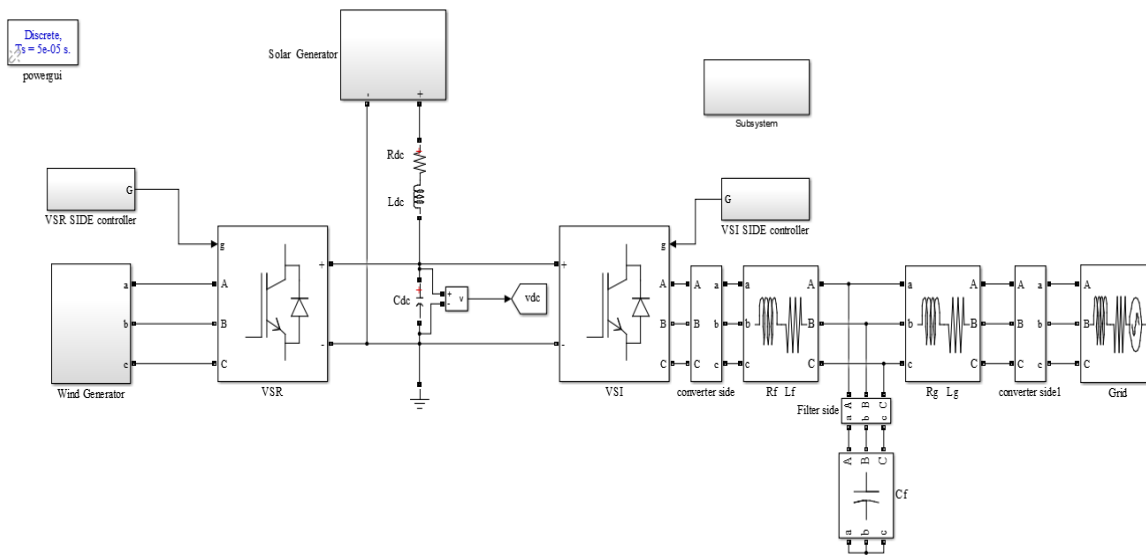 Discrete,
Ts = 5e-05 s.
powergui
Solar Generator
-
+
Subsystem
Rdc
Ldc
G
VSR SIDE controller
G
VSI SIDE controller
g
A
B
C
+
-
VSR
a
b
c
Wind Generator
Cdc
+
-
v
vdc
g
+
-
A
B
C
VSI
A
B
C
a
b
c
converter side
a
b
c
A
B
C
Rf Lf
a
b
c
A
B
C
Rg Lg
A
B
C
a
b
c
converter side1
A
B
C
Grid
Filter side
A
B
C
a
b
c
A
B
C
Cf
a
b
c